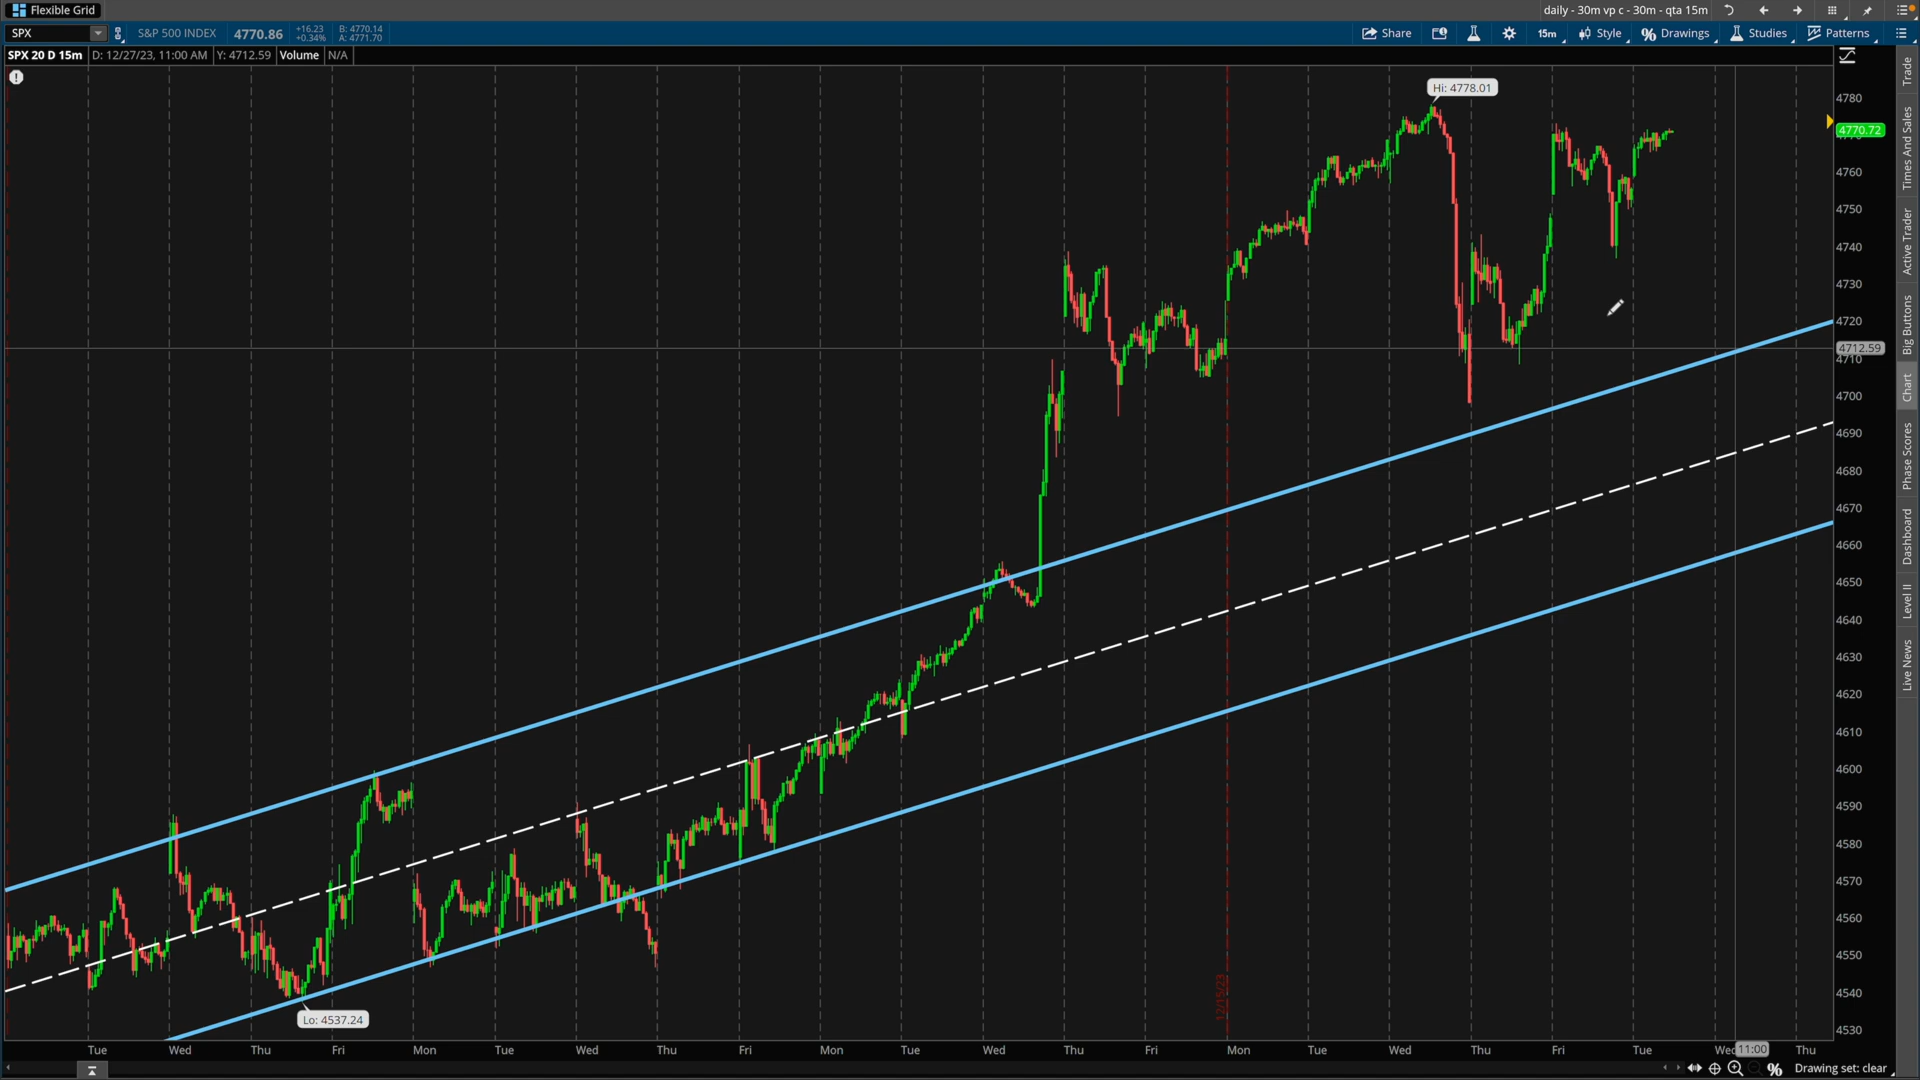 Flexible Grid
daily - 30m vp c - 30m - qta 15m
SPX
S&P 500 INDEX
4770.86
+16.23
+0.34%
B: 4770.14
A: 4771.70
Share
15m
Style
% Drawings
Studies
Patterns
SPX 20 D 15m
D: 12/27/23, 11:00 AM
Y: 4712.59
Volume
N/A
Hi: 4778.01
Lo: 4537.24
12/15/23
4780
4770.72
4760
4750
4740
4730
4720
4712.59
4710
4700
4690
4680
4670
4660
4650
4640
4630
4620
4610
4600
4590
4580
4570
4560
4550
4540
4530
Trade
Times And Sales
Active Trader
Big Buttons
Chart
Phase Scores
Dashboard
Level II
Live News
Tue Wed Thu Fri Mon Tue Wed Thu Fri Mon Tue Wed Thu Fri Mon Tue Wed Thu Fri Tue Wed 11:00 Thu
% Drawing set: clear